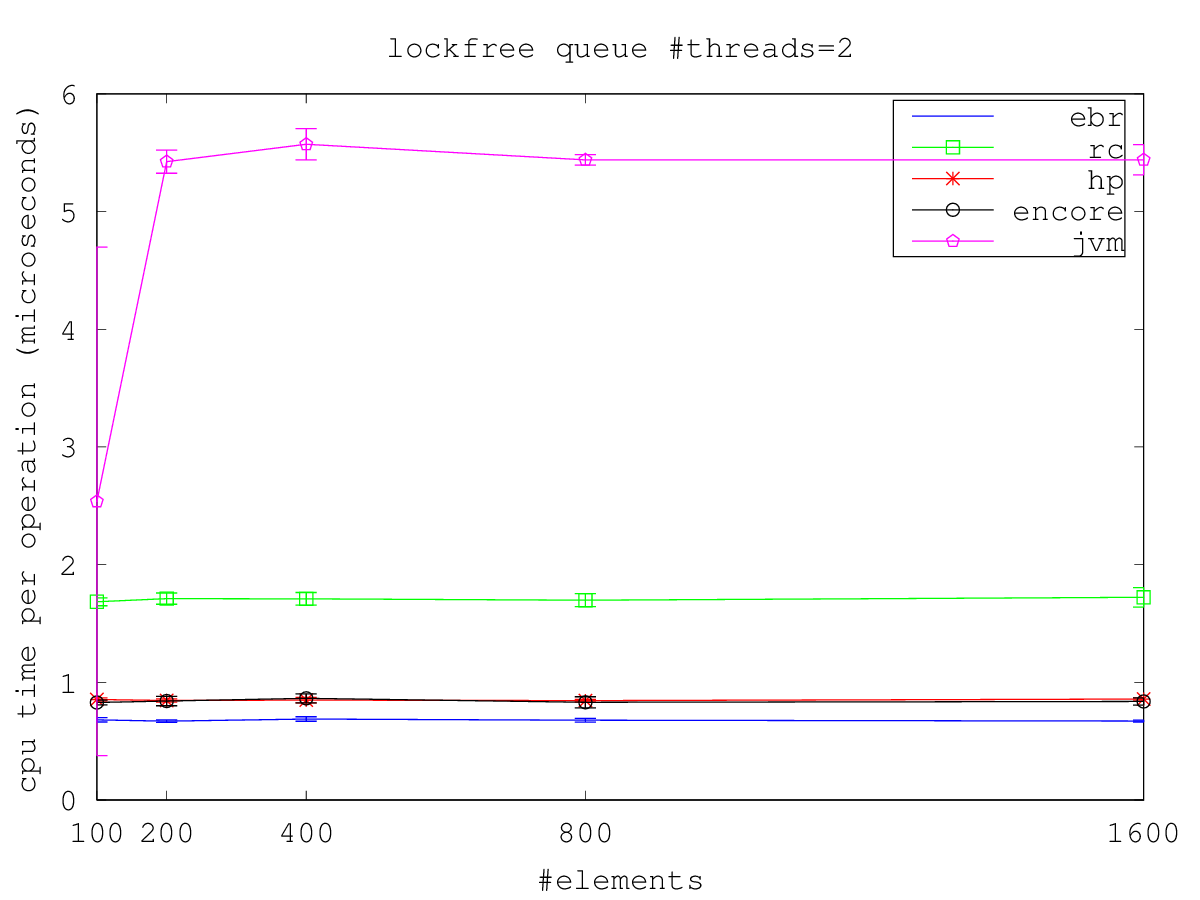 lockfree queue #threads=2
cpu time per operation (microseconds)
6
5
4
3
2
1
0
ebr
rc
hp
encore
jvm
100 200 400 800 1600
#elements